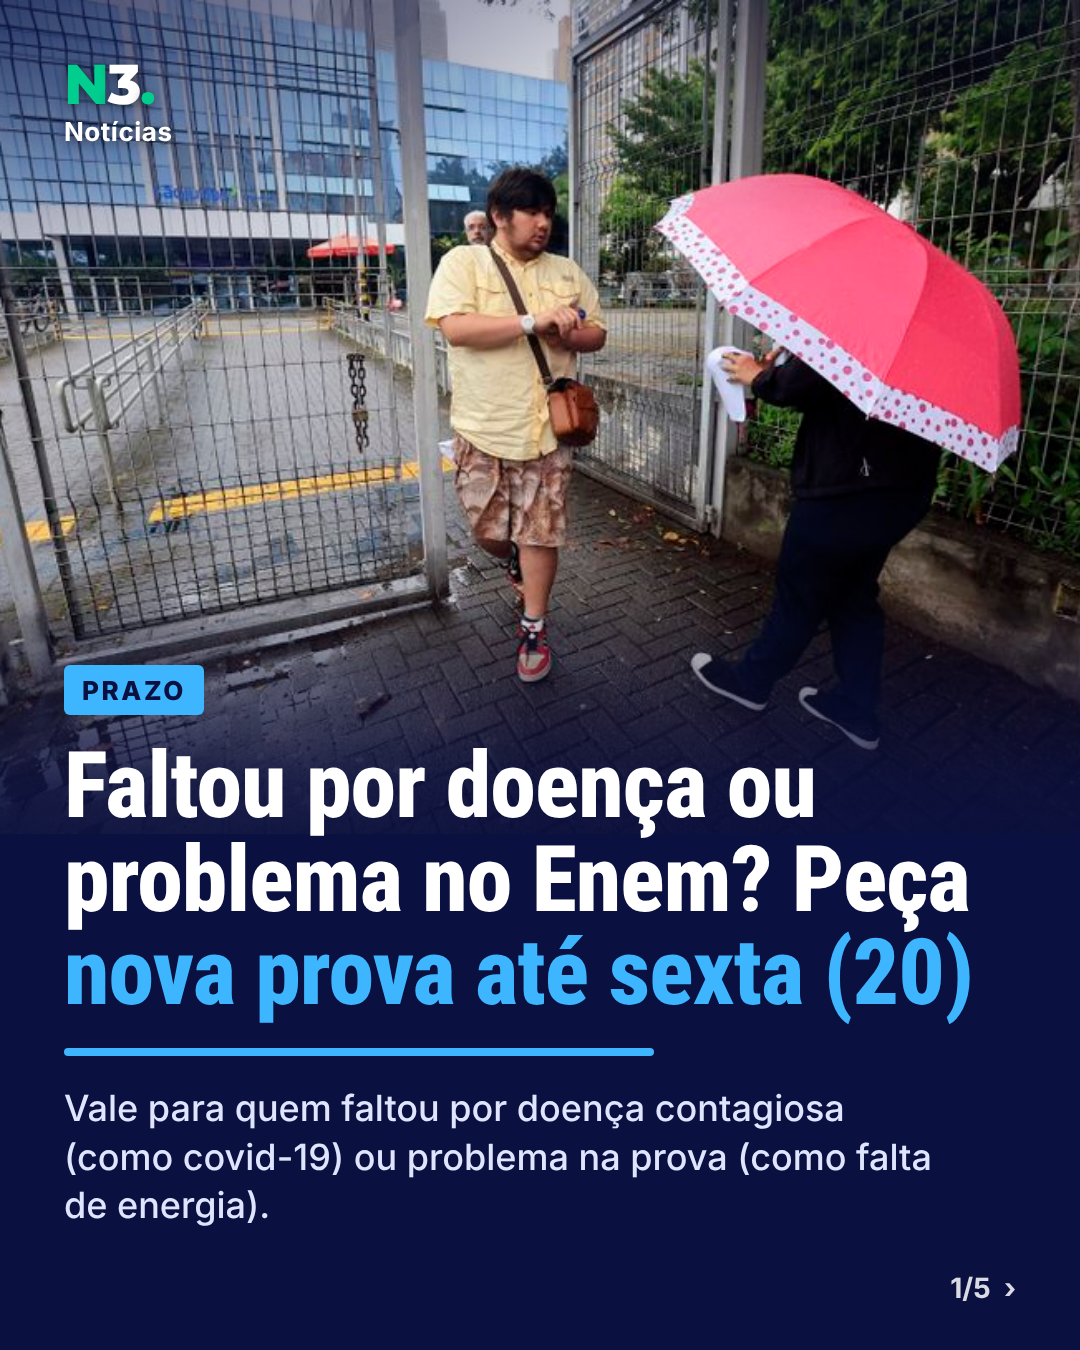 N3.
Notícias
PRAZO
Faltou por doença ou
problema no Enem? Peça
nova prova até sexta (20)
Vale para quem faltou por doença contagiosa
(como covid-19) ou problema na prova (como falta
de energia).
1/5 ›